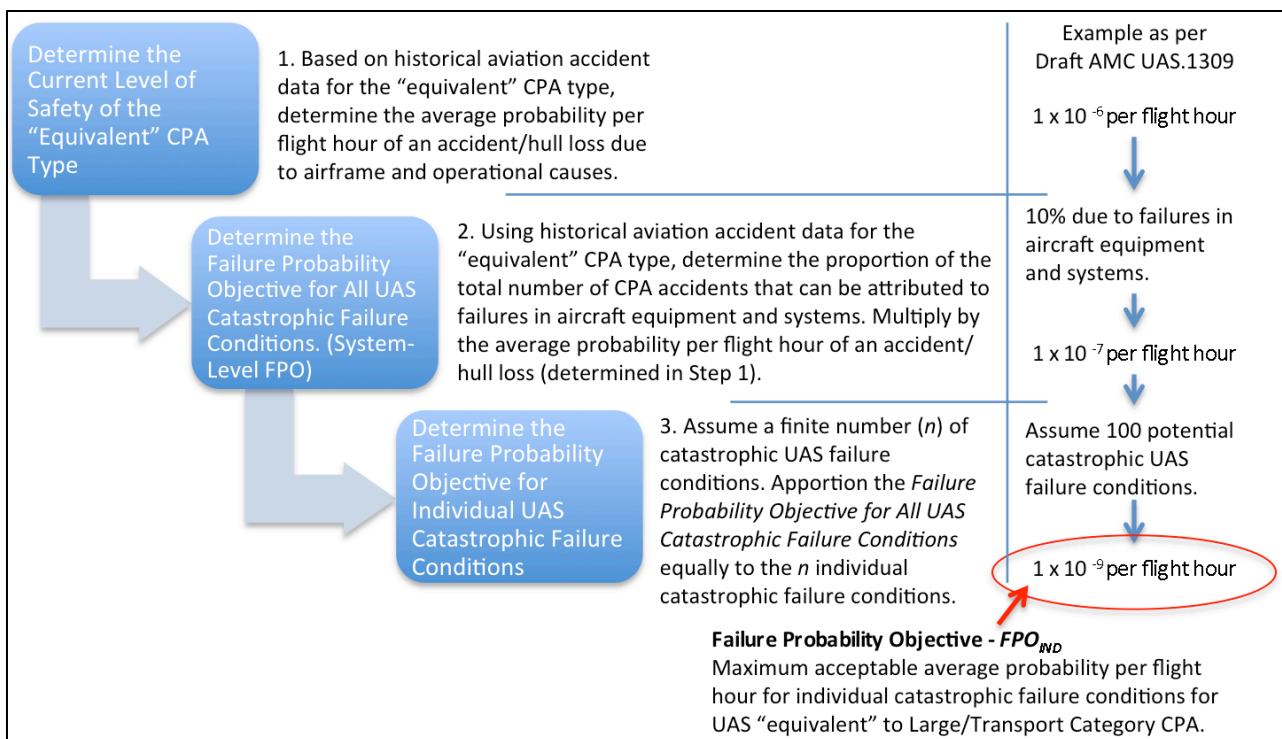 Determine the
Current Level of
Safety of the
“Equivalent” CPA
Type
1. Based on historical aviation accident
data for the “equivalent” CPA type,
determine the average probability per
flight hour of an accident/hull loss due
to airframe and operational causes.
Example as per
Draft AMC UAS.1309
1 x 10 -6 per flight hour
Determine the
Failure Probability
Objective for All UAS
Catastrophic Failure
Conditions. (System-
Level FPO)
2. Using historical aviation accident data for the
“equivalent” CPA type, determine the proportion of the
total number of CPA accidents that can be attributed to
failures in aircraft equipment and systems. Multiply by
the average probability per flight hour of an accident/
hull loss (determined in Step 1).
10% due to failures in
aircraft equipment
and systems.
1 x 10 -7 per flight hour
Determine the
Failure Probability
Objective for
Individual UAS
Catastrophic Failure
Conditions
3. Assume a finite number (n) of
catastrophic UAS failure
conditions. Apportion the Failure
Probability Objective for All UAS
Catastrophic Failure Conditions
equally to the n individual
catastrophic failure conditions.
Assume 100 potential
catastrophic UAS
failure conditions.
1 x 10 -9 per flight hour
Failure Probability Objective - FPOIND
Maximum acceptable average probability per flight
hour for individual catastrophic failure conditions for
UAS “equivalent” to Large/Transport Category CPA.